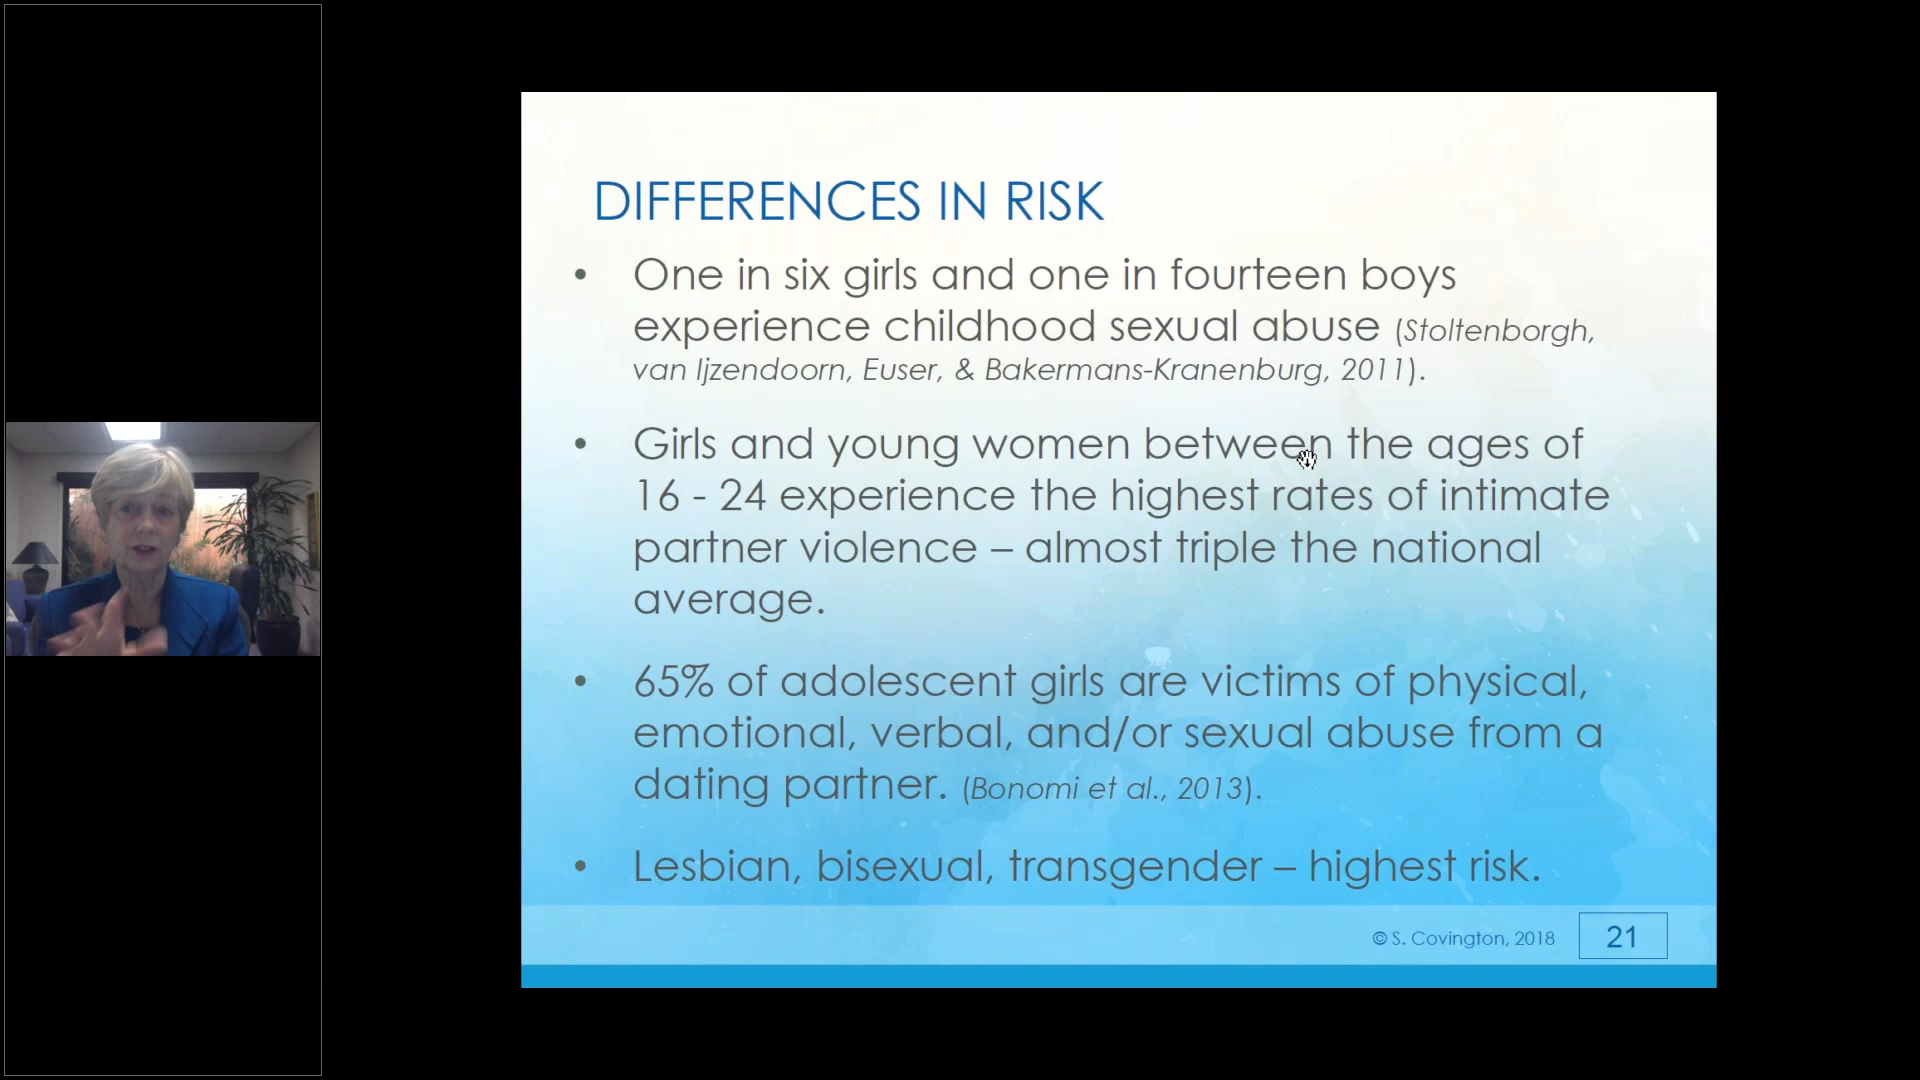 DIFFERENCES IN RISK
• One in six girls and one in fourteen boys
experience childhood sexual abuse (Stoltenborgh,
van Ijzendoorn, Euser, & Bakermans-Kranenburg, 2011).
• Girls and young women between the ages of
16 - 24 experience the highest rates of intimate
partner violence – almost triple the national
average.
• 65% of adolescent girls are victims of physical,
emotional, verbal, and/or sexual abuse from a
dating partner. (Bonomi et al., 2013).
• Lesbian, bisexual, transgender – highest risk.
© S. Covington, 2018
21